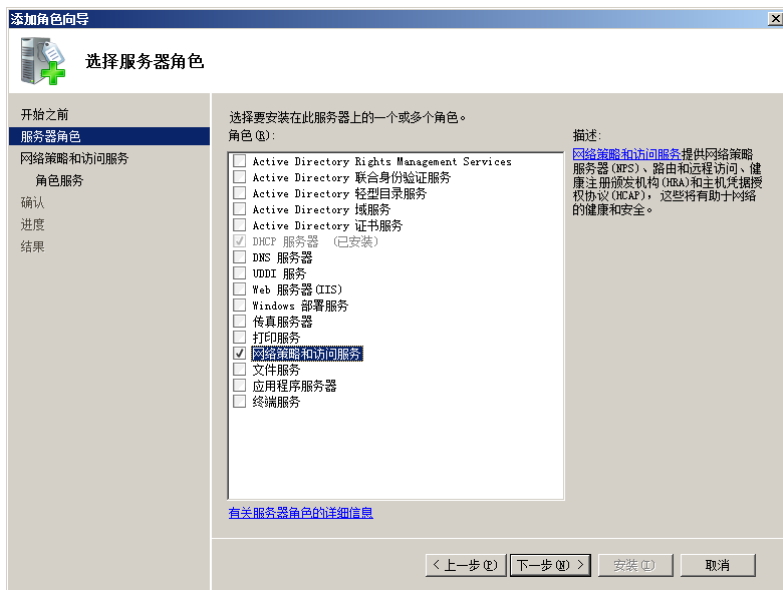 添加角色向导
选择服务器角色
开始之前
服务器角色
网络策略和访问服务
角色服务
确认
进度
结果
选择要安装在此服务器上的一个或多个角色。
角色(R):
Active Directory Rights Management Services
Active Directory 联合身份验证服务
Active Directory 轻型目录服务
Active Directory 域服务
Active Directory 证书服务
DHCP 服务器 (已安装)
DNS 服务器
UDDI 服务
Web 服务器(IIS)
Windows 部署服务
传真服务器
打印服务
网络策略和访问服务
文件服务
应用程序服务器
终端服务
有关服务器角色的详细信息
描述:
网络策略和访问服务提供网络策略
服务器(NPS)、路由和远程访问、健
康注册颁发机构(HRA)和主机凭据授
权协议(HCAP)，这些将有助于网络
的健康和安全。
< 上一步(P)
下一步(N) >
安装(I)
取消